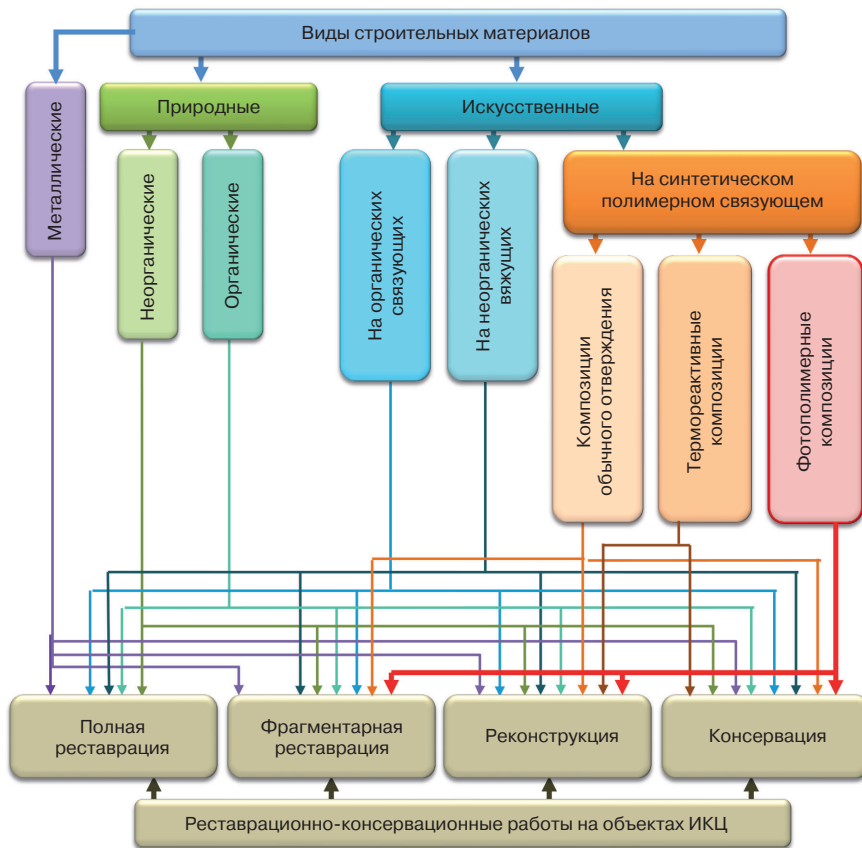 Виды строительных материалов
Металлические
Природные
Искусственные
Неорганические
Органические
На органических
связующих
На неорганических
вяжущих
На синтетическом
полимерном связующем
Композиции
обычного отверждения
Термореактивные
композиции
Фотополимерные
композиции
Полная
реставрация
Фрагментарная
реставрация
Реконструкция
Консервация
Реставрационно-консервационные работы на объектах ИКЦ